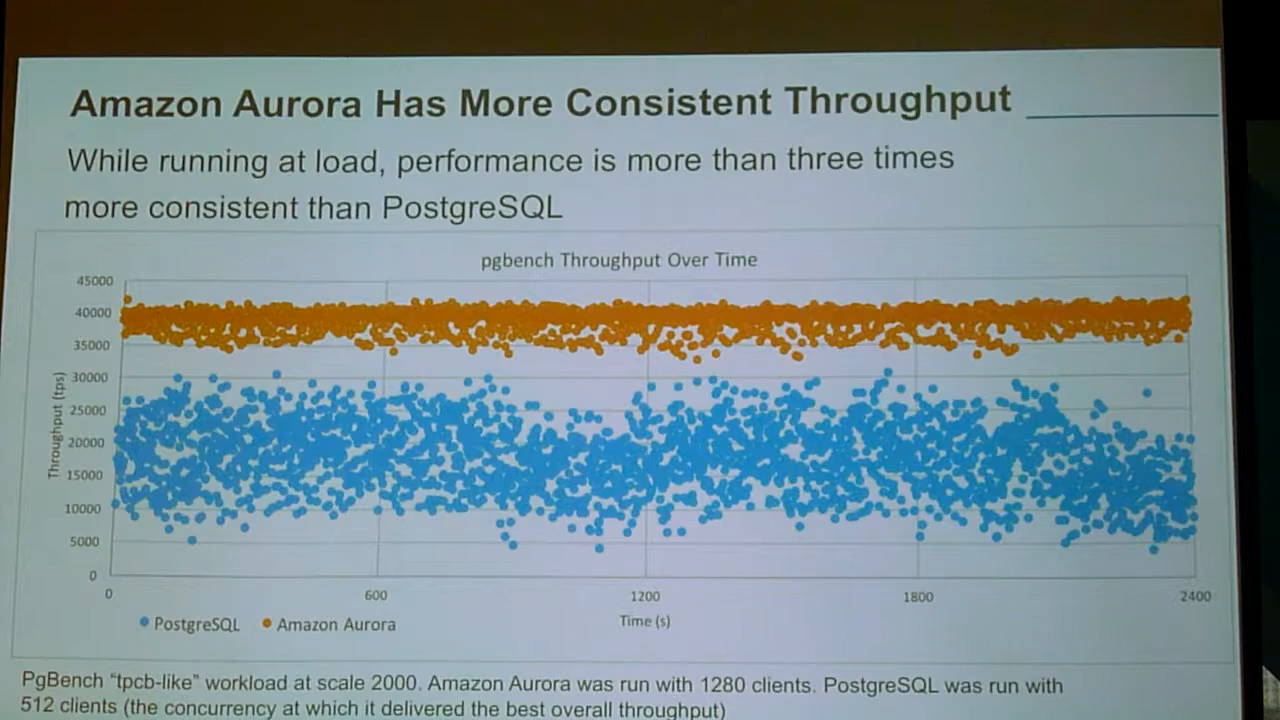 Amazon Aurora Has More Consistent Throughput
While running at load, performance is more than three times
more consistent than PostgreSQL
pgbench Throughput Over Time
45000
40000
35000
30000
25000
20000
15000
10000
5000
0
Throughput (tps)
0 600 1200 1800 2400
Time (s)
PostgreSQL Amazon Aurora
PgBench “tpcb-like” workload at scale 2000. Amazon Aurora was run with 1280 clients. PostgreSQL was run with
512 clients (the concurrency at which it delivered the best overall throughput)